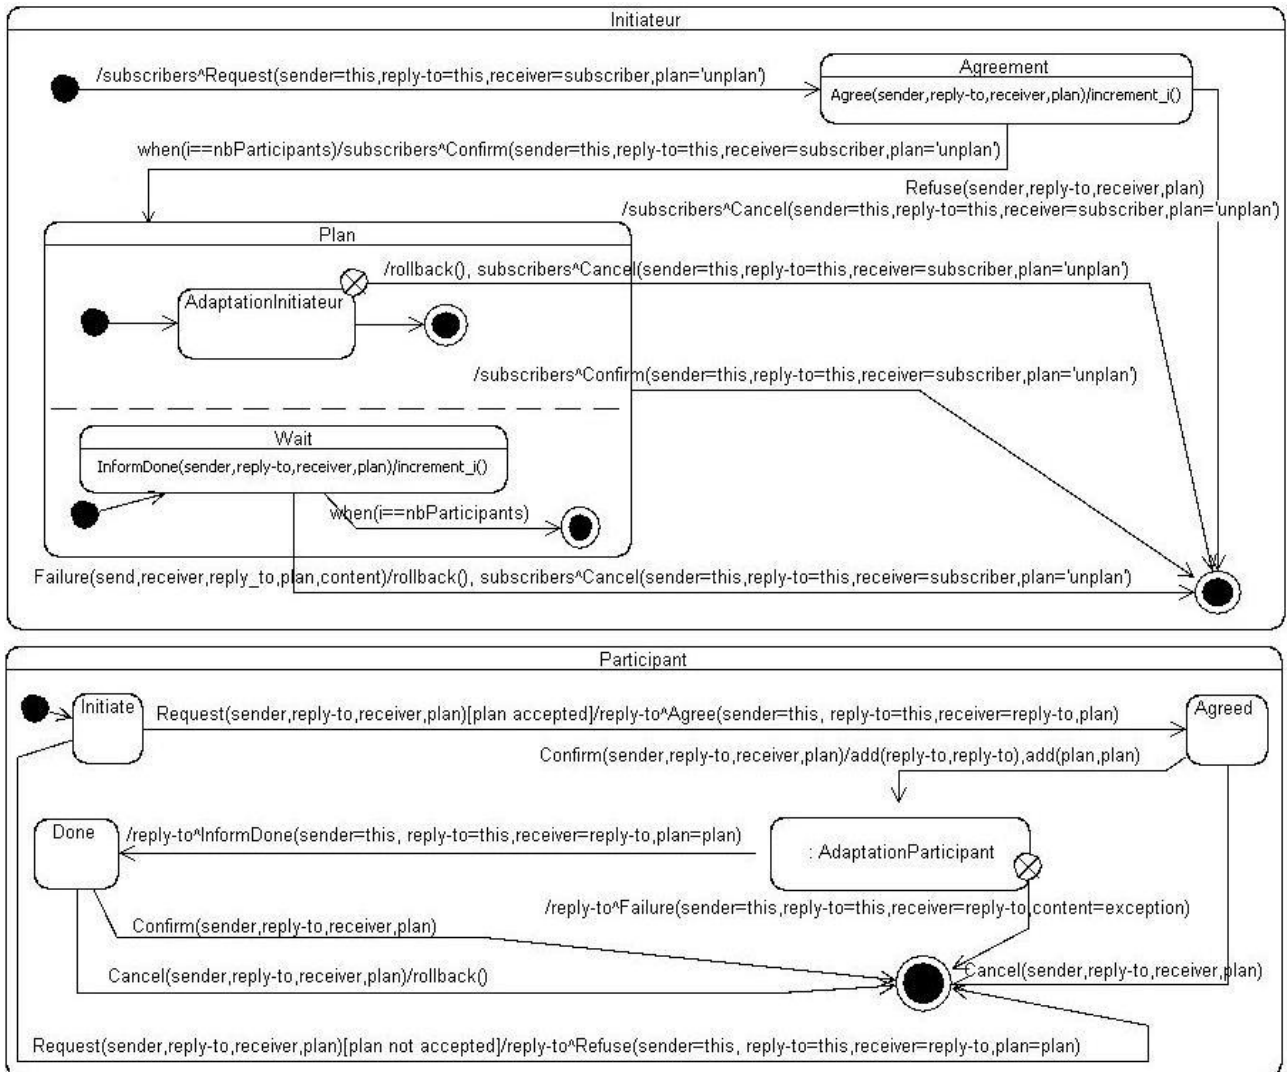 Initiateur
/subscribers^Request(sender=this,reply-to=this,receiver=subscriber,plan='unplan')
Agreement
Agree(sender,reply-to,receiver,plan)/increment_i()
when(i==nbParticipants)/subscribers^Confirm(sender=this,reply-to=this,receiver=subscriber,plan='unplan')
Refuse(sender,reply-to,receiver,plan)
/subscribers^Cancel(sender=this,reply-to=this,receiver=subscriber,plan='unplan')
Plan
/rollback(), subscribers^Cancel(sender=this,reply-to=this,receiver=subscriber,plan='unplan')
AdaptationInitiateur
/subscribers^Confirm(sender=this,reply-to=this,receiver=subscriber,plan='unplan')
Wait
InformDone(sender,reply-to,receiver,plan)/increment_i()
when(i==nbParticipants)
Failure(send,receiver,reply_to,plan,content)/rollback(), subscribers^Cancel(sender=this,reply-to=this,receiver=subscriber,plan='unplan')
Participant
Initiate
Request(sender,reply-to,receiver,plan)[plan accepted]/reply-to^Agree(sender=this, reply-to=this,receiver=reply-to,plan)
Agreed
Confirm(sender,reply-to,receiver,plan)/add(reply-to,reply-to),add(plan,plan)
Done
/reply-to^InformDone(sender=this, reply-to=this,receiver=reply-to,plan=plan)
: AdaptationParticipant
/reply-to^Failure(sender=this,reply-to=this,receiver=reply-to,content=exception)
Confirm(sender,reply-to,receiver,plan)
Cancel(sender,reply-to,receiver,plan)/rollback()
Cancel(sender,reply-to,receiver,plan)
Request(sender,reply-to,receiver,plan)[plan not accepted]/reply-to^Refuse(sender=this, reply-to=this,receiver=reply-to,plan=plan)